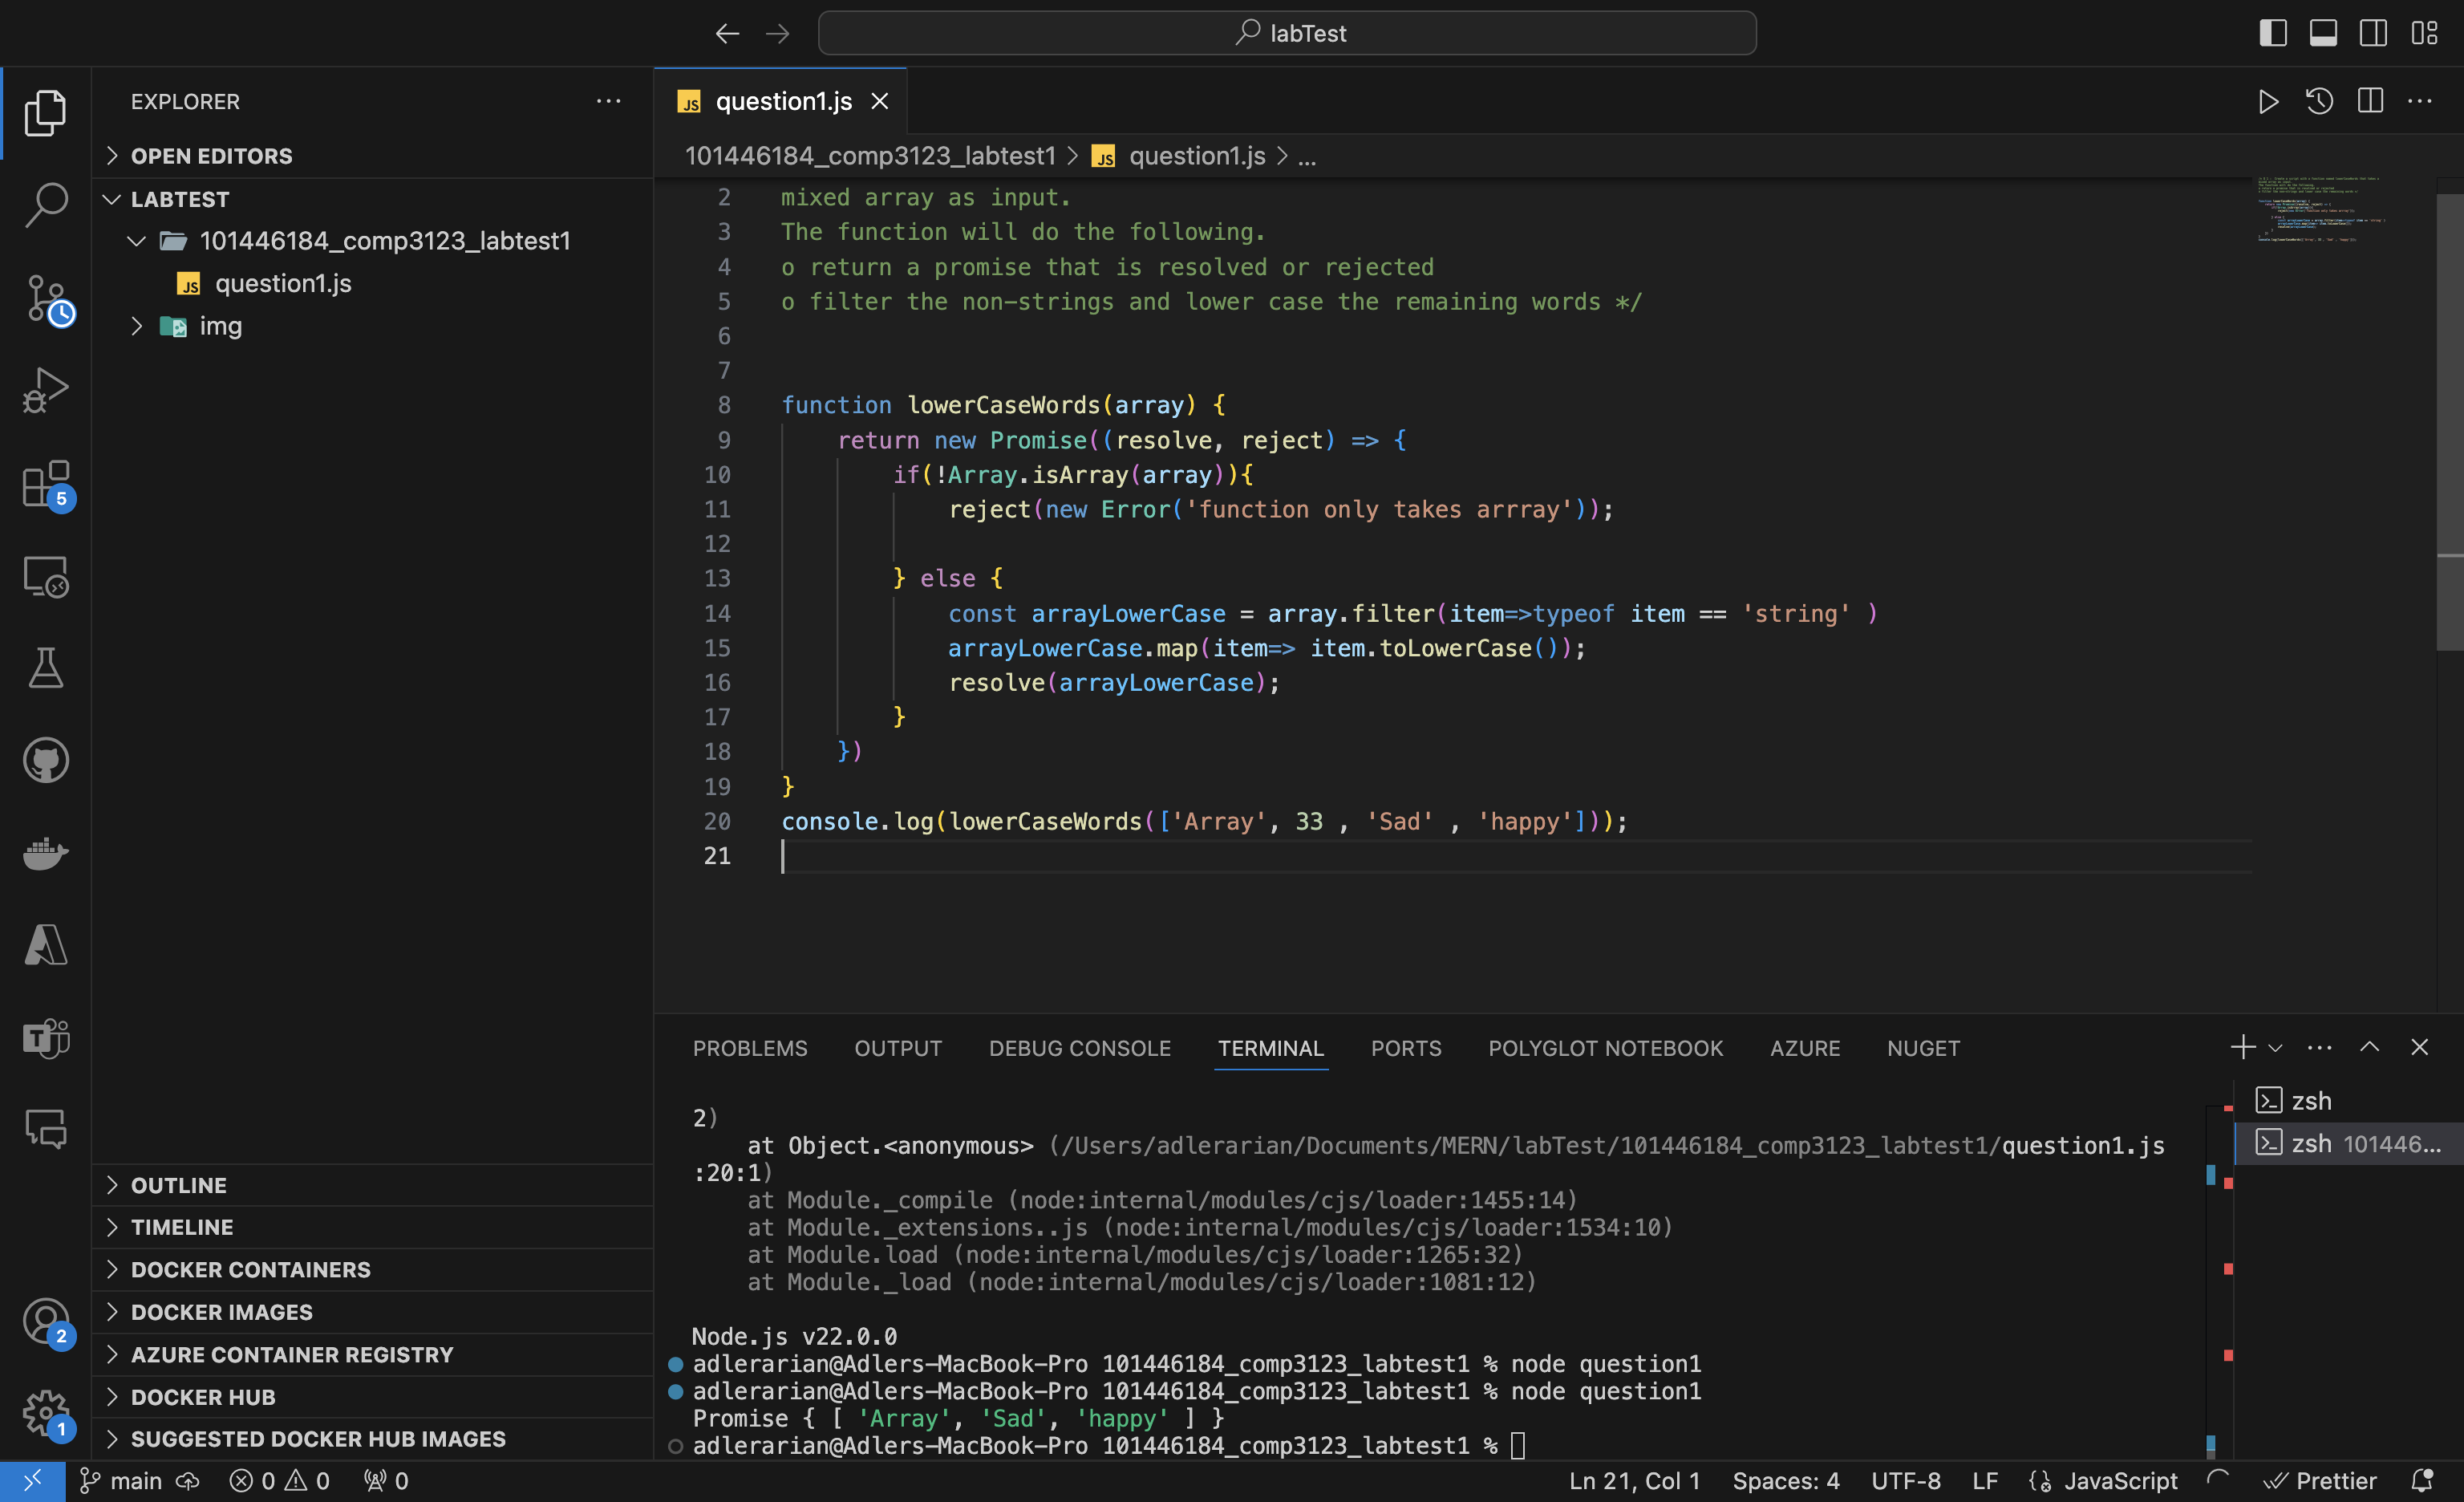 labTest
EXPLORER
OPEN EDITORS
LABTEST
101446184_comp3123_labtest1
JS question1.js
img
5
OUTLINE
TIMELINE
DOCKER CONTAINERS
DOCKER IMAGES
AZURE CONTAINER REGISTRY
DOCKER HUB
SUGGESTED DOCKER HUB IMAGES
2
1
JS question1.js
101446184_comp3123_labtest1 > JS question1.js > ...
2 mixed array as input.
3 The function will do the following.
4 o return a promise that is resolved or rejected
5 o filter the non-strings and lower case the remaining words */
6
7
8 function lowerCaseWords(array) {
9     return new Promise((resolve, reject) => {
10         if(!Array.isArray(array)){
11             reject(new Error('function only takes arrray'));
12
13         } else {
14             const arrayLowerCase = array.filter(item=>typeof item == 'string' )
15             arrayLowerCase.map(item=> item.toLowerCase());
16             resolve(arrayLowerCase);
17         }
18     })
19 }
20 console.log(lowerCaseWords(['Array', 33 , 'Sad' , 'happy']));
21
PROBLEMS OUTPUT DEBUG CONSOLE TERMINAL PORTS POLYGLOT NOTEBOOK AZURE NUGET
2)
    at Object.<anonymous> (/Users/adlerarian/Documents/MERN/labTest/101446184_comp3123_labtest1/question1.js
:20:1)
    at Module._compile (node:internal/modules/cjs/loader:1455:14)
    at Module._extensions..js (node:internal/modules/cjs/loader:1534:10)
    at Module.load (node:internal/modules/cjs/loader:1265:32)
    at Module._load (node:internal/modules/cjs/loader:1081:12)
Node.js v22.0.0
adlerarian@Adlers-MacBook-Pro 101446184_comp3123_labtest1 % node question1
adlerarian@Adlers-MacBook-Pro 101446184_comp3123_labtest1 % node question1
Promise { [ 'Array', 'Sad', 'happy' ] }
adlerarian@Adlers-MacBook-Pro 101446184_comp3123_labtest1 %
zsh
zsh 101446...
main 0 0 0 Ln 21, Col 1 Spaces: 4 UTF-8 LF JavaScript Prettier